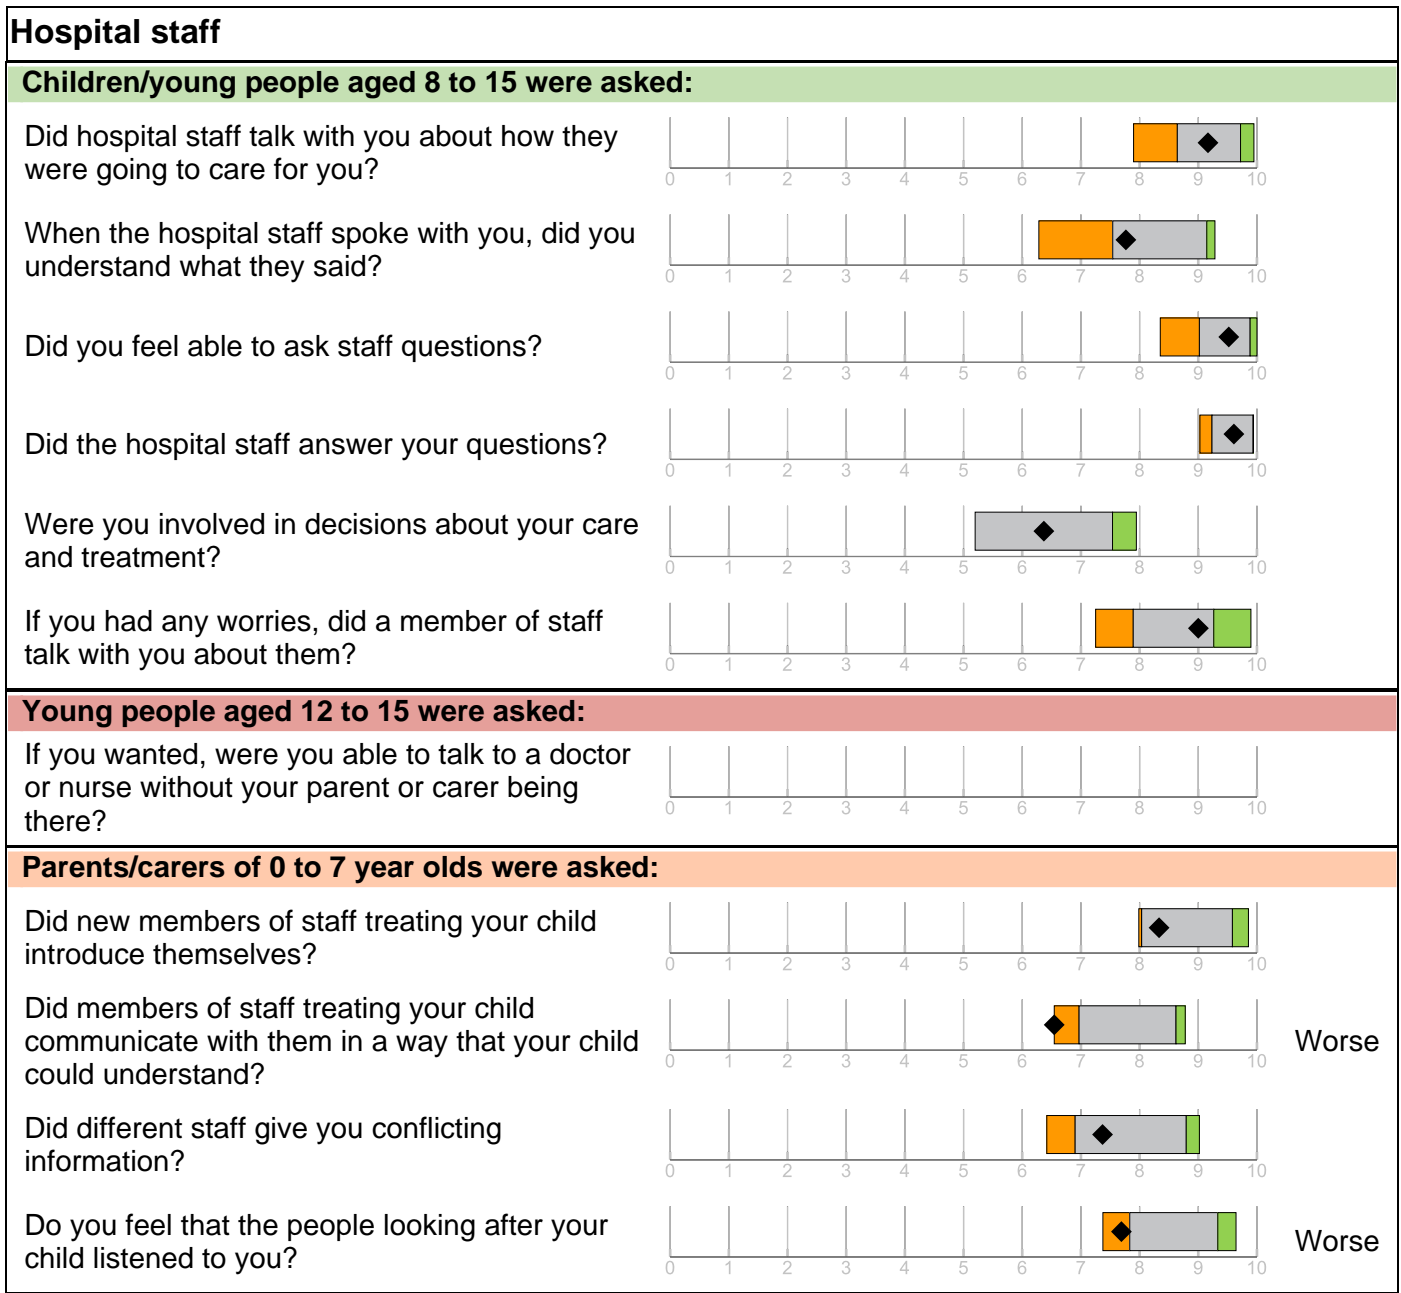 Hospital staff
Children/young people aged 8 to 15 were asked:
Did hospital staff talk with you about how they
were going to care for you?
0 1 2 3 4 5 6 7 8 9 10
When the hospital staff spoke with you, did you
understand what they said?
0 1 2 3 4 5 6 7 8 9 10
Did you feel able to ask staff questions?
0 1 2 3 4 5 6 7 8 9 10
Did the hospital staff answer your questions?
0 1 2 3 4 5 6 7 8 9 10
Were you involved in decisions about your care
and treatment?
0 1 2 3 4 5 6 7 8 9 10
If you had any worries, did a member of staff
talk with you about them?
0 1 2 3 4 5 6 7 8 9 10
Young people aged 12 to 15 were asked:
If you wanted, were you able to talk to a doctor
or nurse without your parent or carer being
there?
0 1 2 3 4 5 6 7 8 9 10
Parents/carers of 0 to 7 year olds were asked:
Did new members of staff treating your child
introduce themselves?
0 1 2 3 4 5 6 7 8 9 10
Did members of staff treating your child
communicate with them in a way that your child
could understand?
0 1 2 3 4 5 6 7 8 9 10
Worse
Did different staff give you conflicting
information?
0 1 2 3 4 5 6 7 8 9 10
Do you feel that the people looking after your
child listened to you?
0 1 2 3 4 5 6 7 8 9 10
Worse